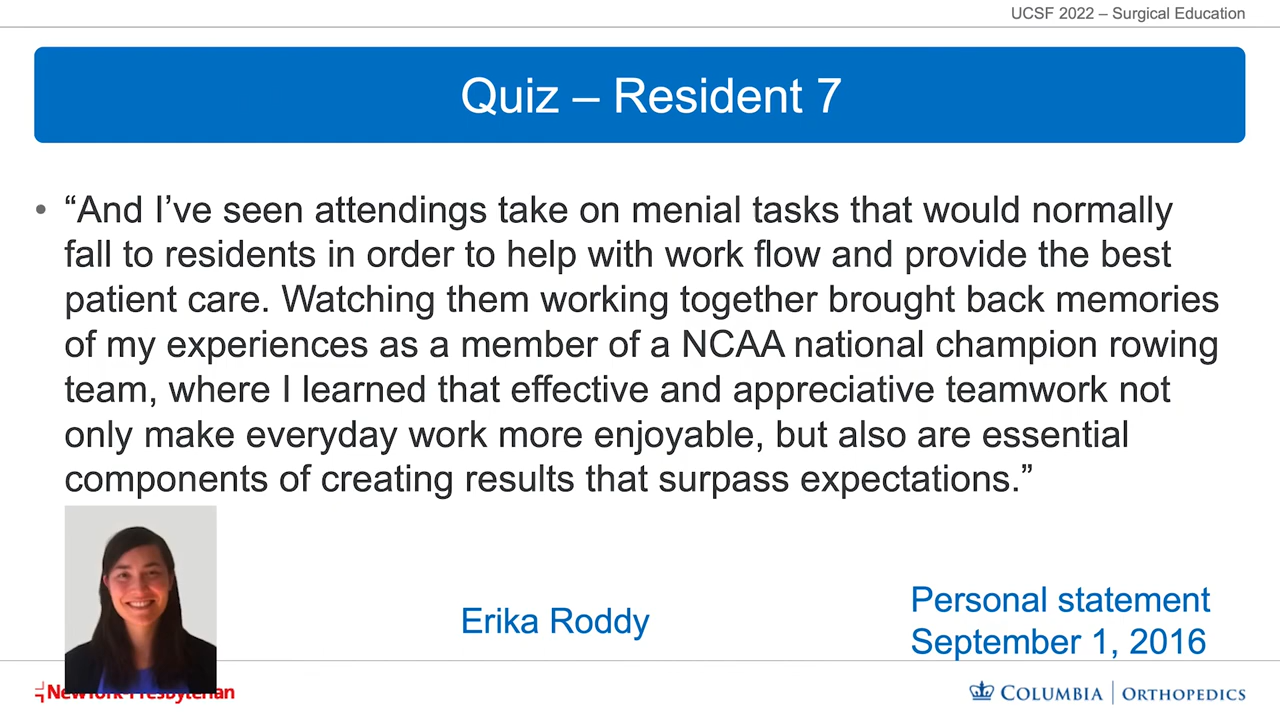 UCSF 2022 – Surgical Education
Quiz – Resident 7
• “And I’ve seen attendings take on menial tasks that would normally
fall to residents in order to help with work flow and provide the best
patient care. Watching them working together brought back memories
of my experiences as a member of a NCAA national champion rowing
team, where I learned that effective and appreciative teamwork not
only make everyday work more enjoyable, but also are essential
components of creating results that surpass expectations.”
Erika Roddy
Personal statement
September 1, 2016
NewYork-Presbyterian
COLUMBIA | ORTHOPEDICS